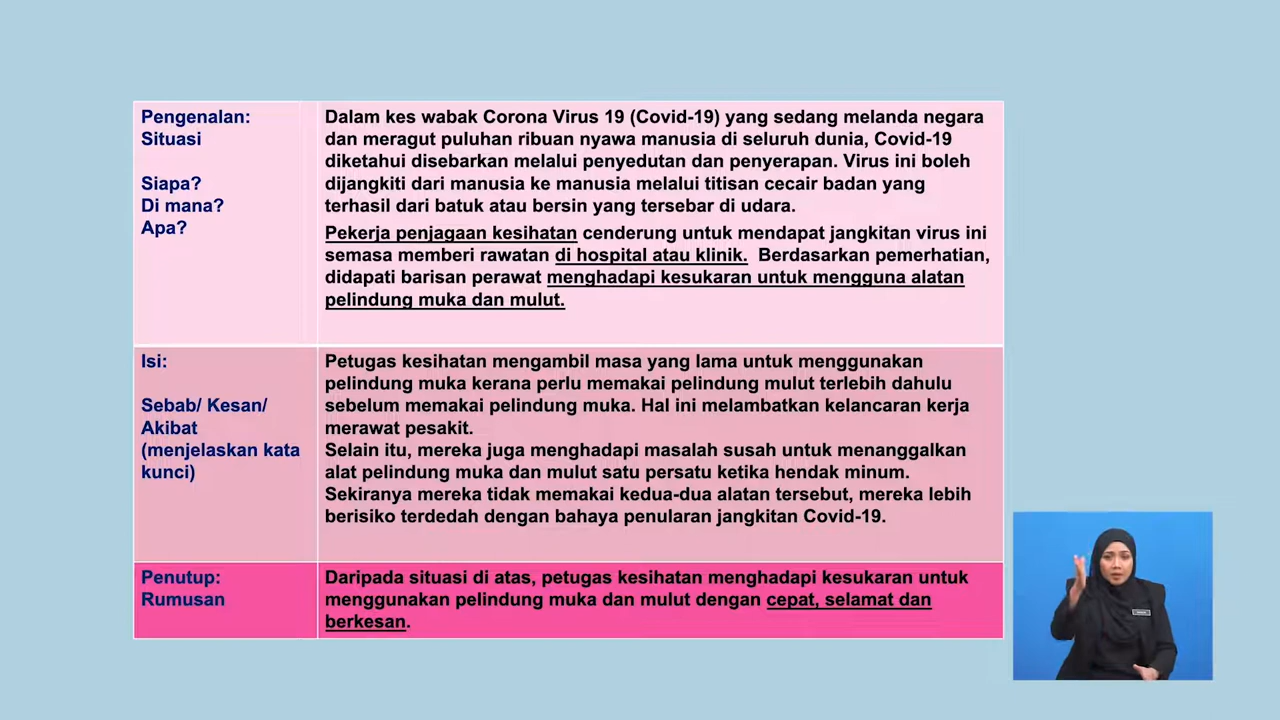 Pengenalan:
Situasi
Siapa?
Di mana?
Apa?
Dalam kes wabak Corona Virus 19 (Covid-19) yang sedang melanda negara
dan meragut puluhan ribuan nyawa manusia di seluruh dunia, Covid-19
diketahui disebarkan melalui penyedutan dan penyerapan. Virus ini boleh
dijangkiti dari manusia ke manusia melalui titisan cecair badan yang
terhasil dari batuk atau bersin yang tersebar di udara.
Pekerja penjagaan kesihatan cenderung untuk mendapat jangkitan virus ini
semasa memberi rawatan di hospital atau klinik. Berdasarkan pemerhatian,
didapati barisan perawat menghadapi kesukaran untuk mengguna alatan
pelindung muka dan mulut.
Isi:
Sebab/ Kesan/
Akibat
(menjelaskan kata
kunci)
Petugas kesihatan mengambil masa yang lama untuk menggunakan
pelindung muka kerana perlu memakai pelindung mulut terlebih dahulu
sebelum memakai pelindung muka. Hal ini melambatkan kelancaran kerja
merawat pesakit.
Selain itu, mereka juga menghadapi masalah susah untuk menanggalkan
alat pelindung muka dan mulut satu persatu ketika hendak minum.
Sekiranya mereka tidak memakai kedua-dua alatan tersebut, mereka lebih
berisiko terdedah dengan bahaya penularan jangkitan Covid-19.
Penutup:
Rumusan
Daripada situasi di atas, petugas kesihatan menghadapi kesukaran untuk
menggunakan pelindung muka dan mulut dengan cepat, selamat dan
berkesan.